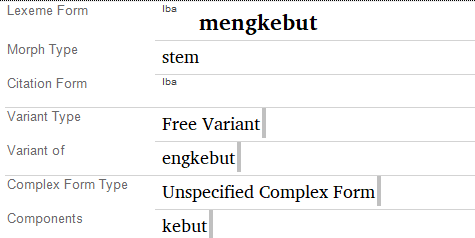 Lexeme Form Iba mengkebut
Morph Type stem
Citation Form Iba
Variant Type Free Variant
Variant of engkebut
Complex Form Type Unspecified Complex Form
Components kebut